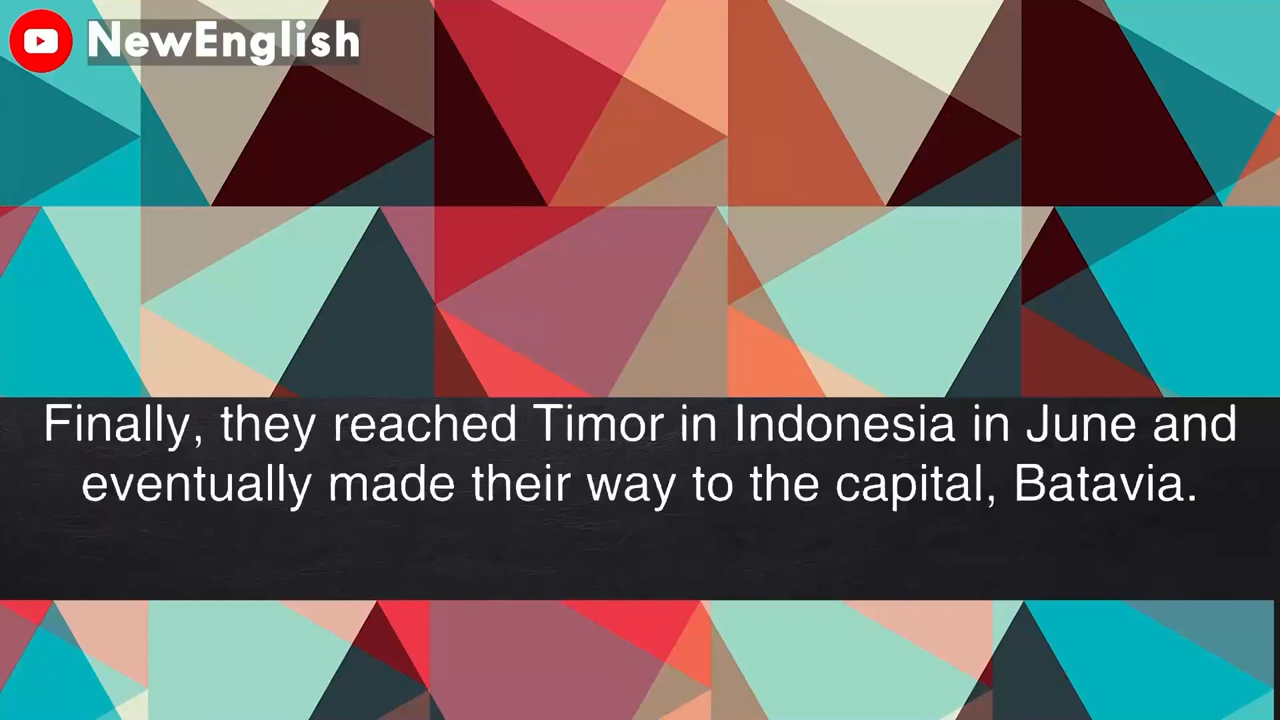 NewEnglish
Finally, they reached Timor in Indonesia in June and
eventually made their way to the capital, Batavia.